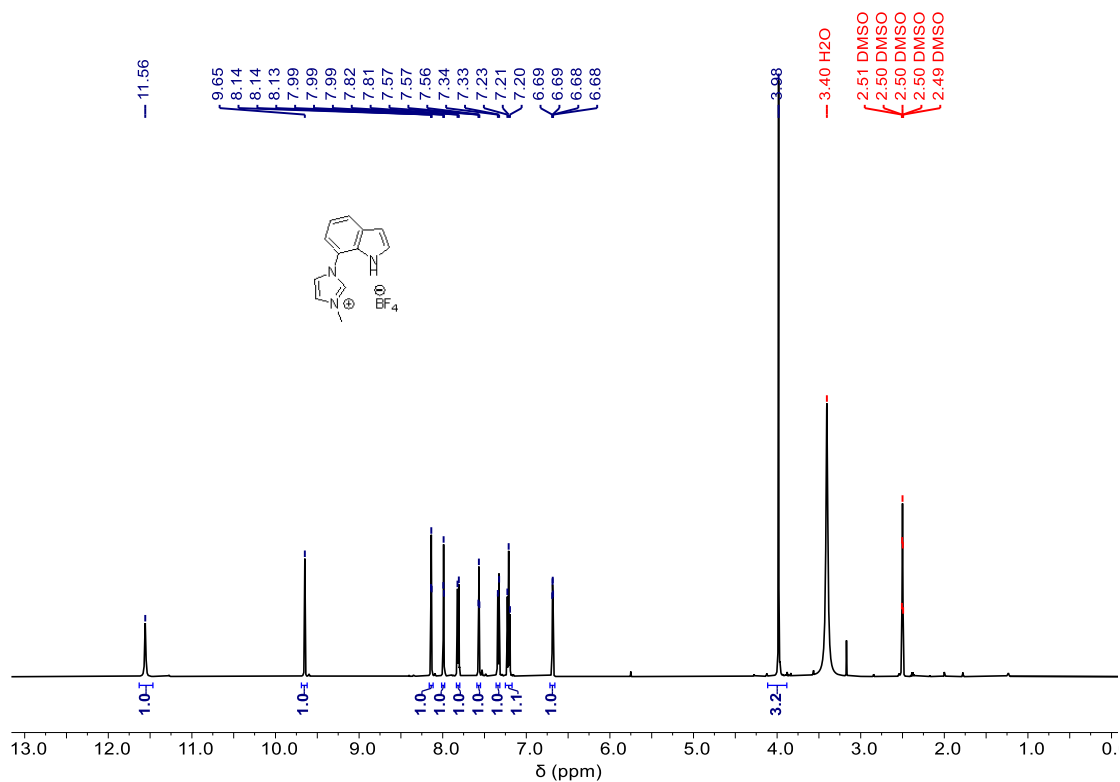 11.56
9.65
8.14
8.14
8.13
7.99
7.99
7.99
7.82
7.81
7.57
7.57
7.56
7.34
7.33
7.23
7.21
7.20
6.69
6.69
6.68
6.68
3.98
3.40 H2O
2.51 DMSO
2.50 DMSO
2.50 DMSO
2.50 DMSO
2.49 DMSO
N
H
N
N
⊕
⊖
BF4
1.0
1.0
1.0
1.0
1.0
1.0
1.0
1.1
1.0
3.2
13.0 12.0 11.0 10.0 9.0 8.0 7.0 6.0 5.0 4.0 3.0 2.0 1.0 0.
δ (ppm)